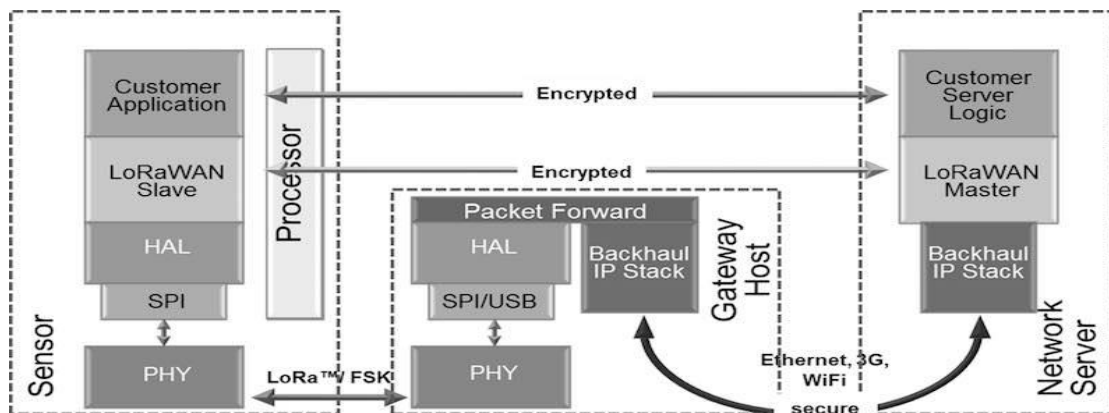 Sensor
Customer
Application
LoRaWAN
Slave
HAL
SPI
PHY
Processor
Encrypted
Encrypted
LoRa™/ FSK
Packet Forward
HAL
SPI/USB
PHY
Backhaul
IP Stack
Gateway
Host
Ethernet, 3G,
WiFi
secure
Customer
Server
Logic
LoRaWAN
Master
Backhaul
IP Stack
Network
Server